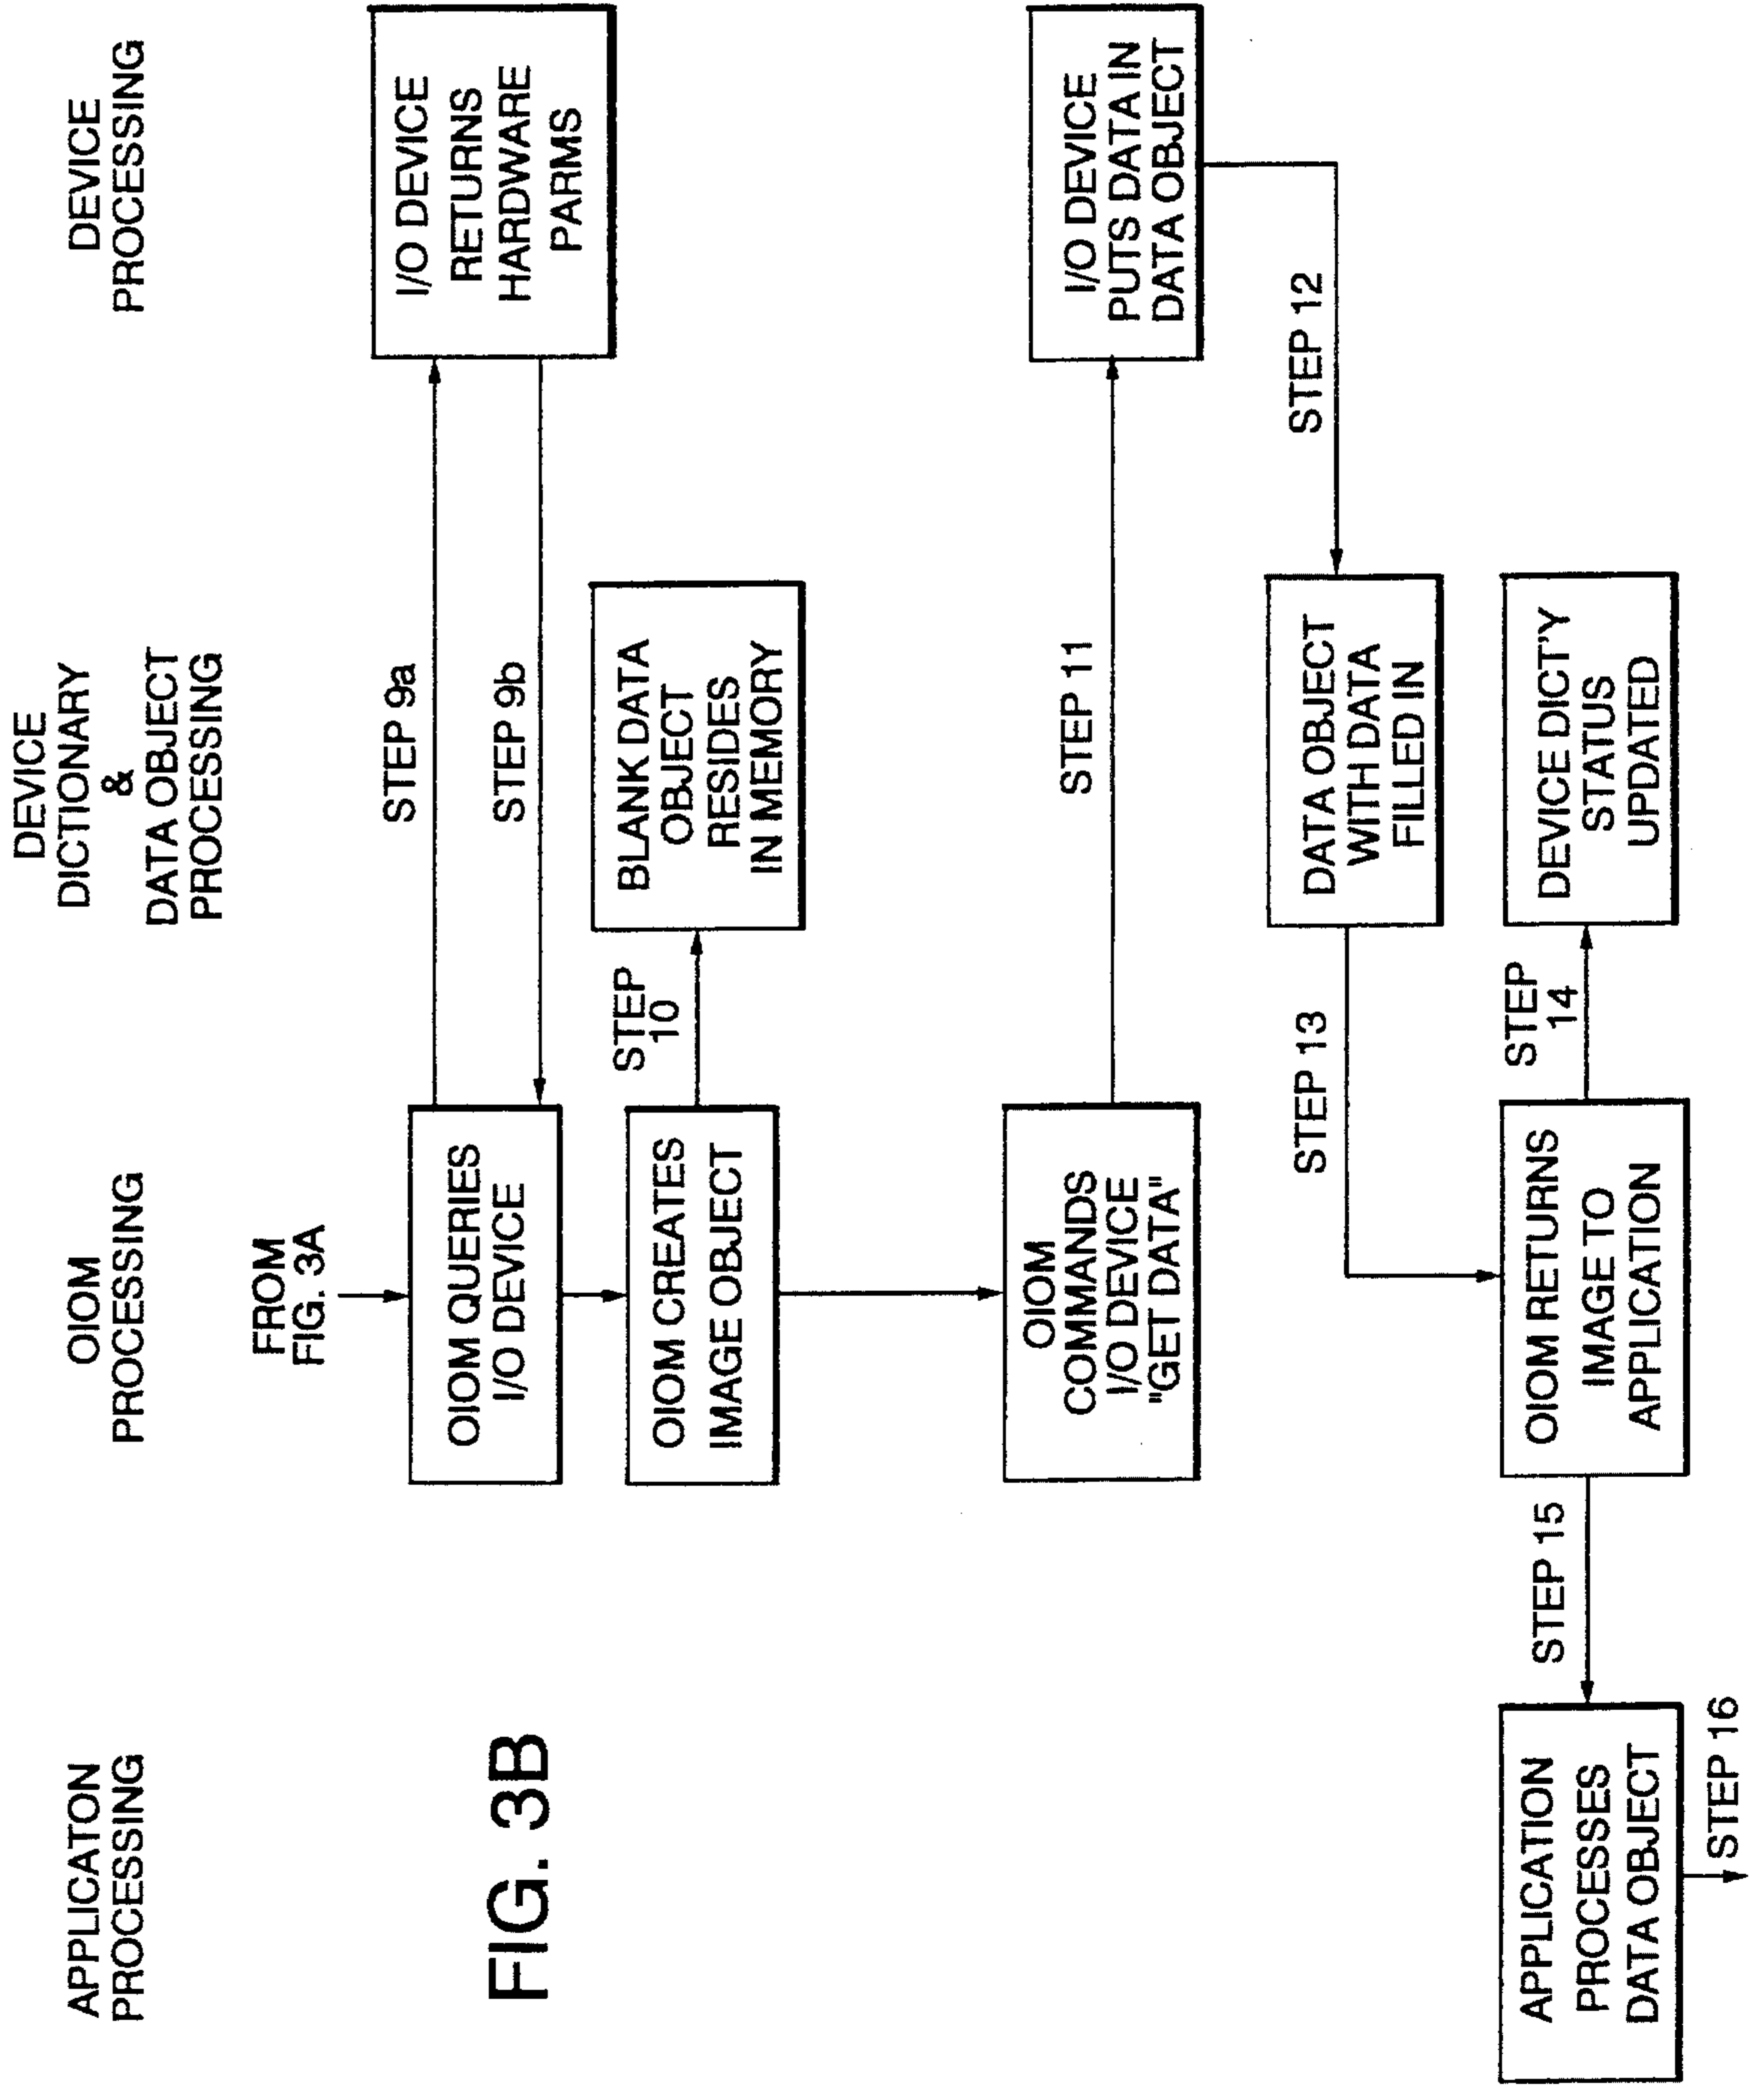 APPLICATON
PROCESSING
OIOM
PROCESSING
DEVICE
DICTIONARY
&
DATA OBJECT
PROCESSING
DEVICE
PROCESSING
FROM
FIG. 3A
OIOM QUERIES
I/O DEVICE
STEP 9a
STEP 9b
I/O DEVICE
RETURNS
HARDWARE
PARMS
FIG. 3B
OIOM CREATES
IMAGE OBJECT
STEP
10
BLANK DATA
OBJECT
RESIDES
IN MEMORY
OIOM
COMMANDS
I/O DEVICE
"GET DATA"
STEP 11
I/O DEVICE
PUTS DATA IN
DATA OBJECT
STEP 12
DATA OBJECT
WITH DATA
FILLED IN
STEP 13
OIOM RETURNS
IMAGE TO
APPLICATION
STEP
14
DEVICE DICT'Y
STATUS
UPDATED
STEP 15
APPLICATION
PROCESSES
DATA OBJECT
STEP 16